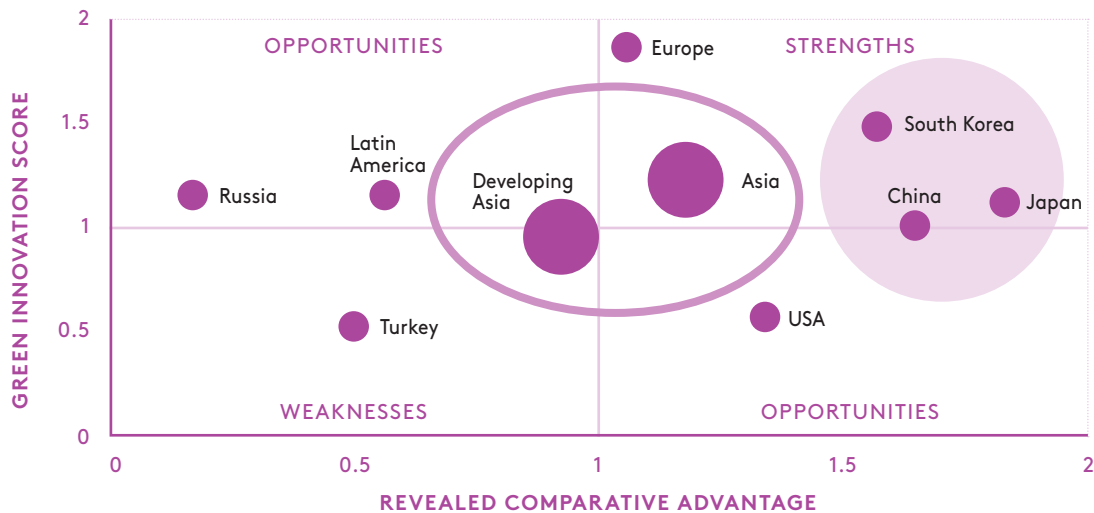 2
OPPORTUNITIES
STRENGTHS
Europe
1.5
South Korea
Latin
America
Russia
Developing
Asia
Asia
China
Japan
1
GREEN INNOVATION SCORE
0.5
Turkey
USA
WEAKNESSES
OPPORTUNITIES
0
0
0.5
1
1.5
2
REVEALED COMPARATIVE ADVANTAGE